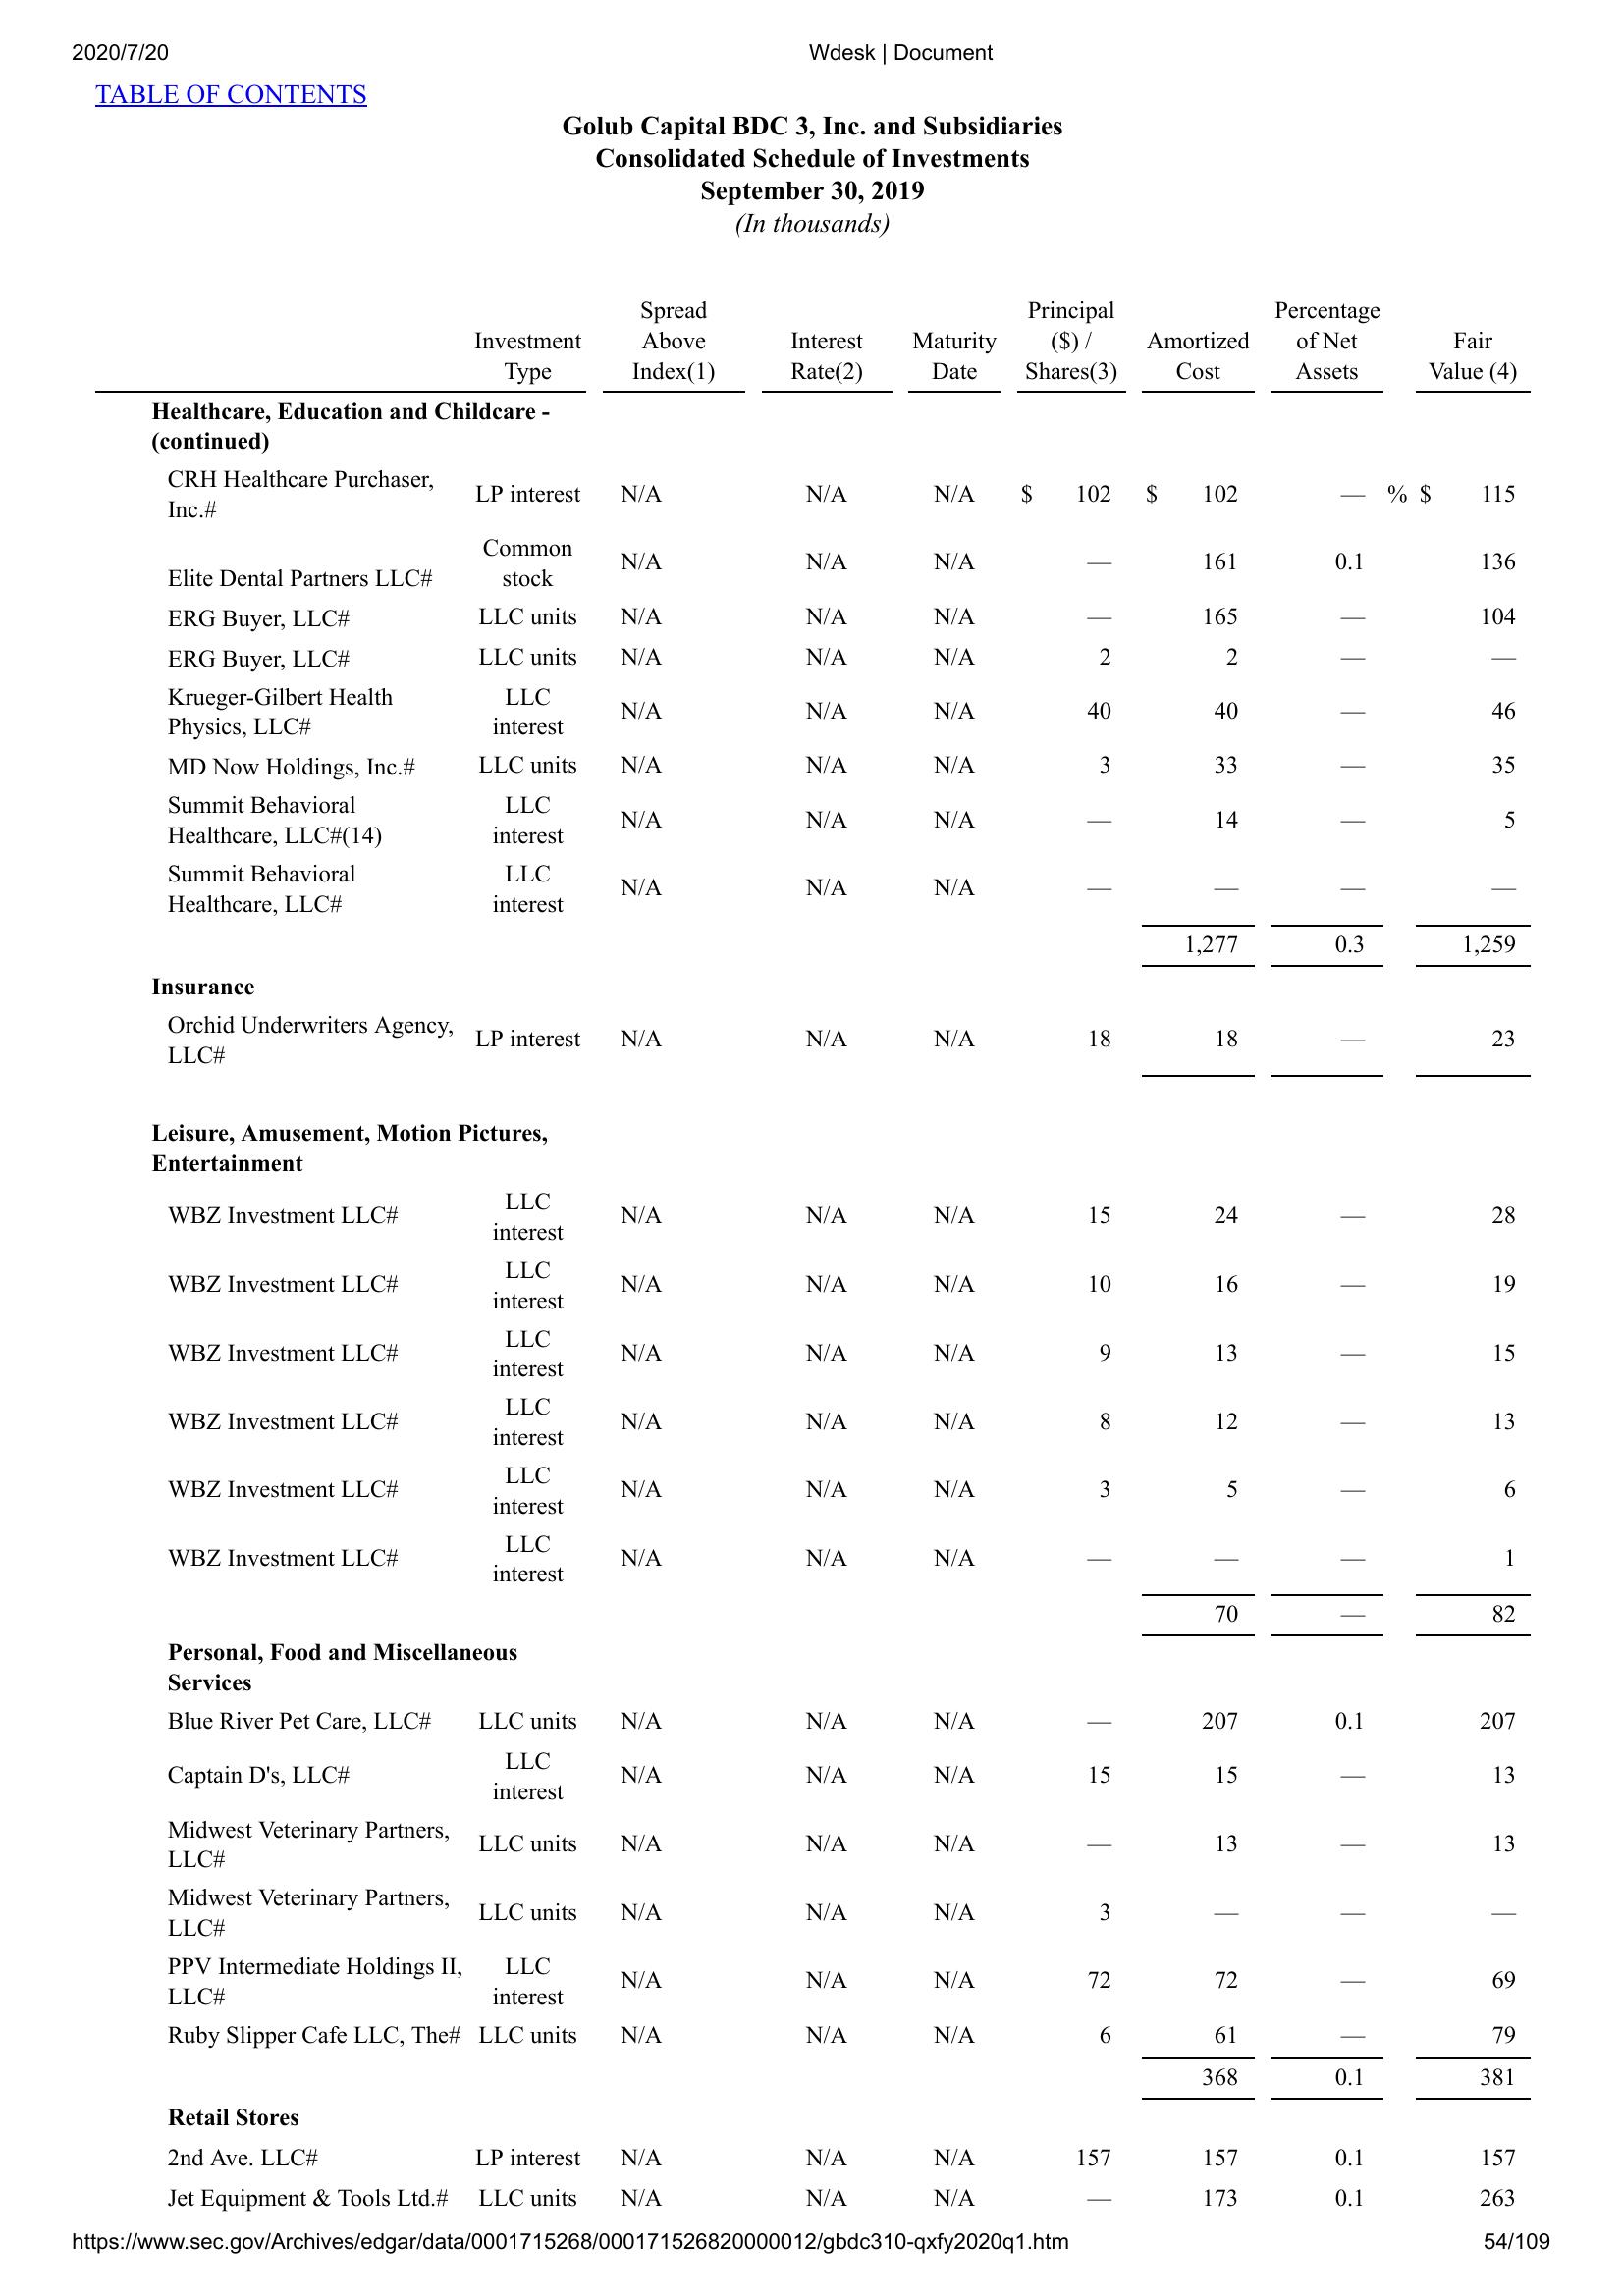 2020/7/20 Wdesk | Document
TABLE OF CONTENTS
Golub Capital BDC 3, Inc. and Subsidiaries
Consolidated Schedule of Investments
September 30, 2019
(In thousands)
Investment Type Spread Above Index(1) Interest Rate(2) Maturity Date Principal ($) / Shares(3) Amortized Cost Percentage of Net Assets Fair Value (4)
Healthcare, Education and Childcare -
(continued)
CRH Healthcare Purchaser, Inc.# LP interest N/A N/A N/A $ 102 $ 102 — % $ 115
Elite Dental Partners LLC# Common stock N/A N/A N/A — 161 0.1 136
ERG Buyer, LLC# LLC units N/A N/A N/A — 165 — 104
ERG Buyer, LLC# LLC units N/A N/A N/A 2 2 — —
Krueger-Gilbert Health Physics, LLC# LLC interest N/A N/A N/A 40 40 — 46
MD Now Holdings, Inc.# LLC units N/A N/A N/A 3 33 — 35
Summit Behavioral Healthcare, LLC#(14) LLC interest N/A N/A N/A — 14 — 5
Summit Behavioral Healthcare, LLC# LLC interest N/A N/A N/A — — — —
1,277 0.3 1,259
Insurance
Orchid Underwriters Agency, LLC# LP interest N/A N/A N/A 18 18 — 23
Leisure, Amusement, Motion Pictures,
Entertainment
WBZ Investment LLC# LLC interest N/A N/A N/A 15 24 — 28
WBZ Investment LLC# LLC interest N/A N/A N/A 10 16 — 19
WBZ Investment LLC# LLC interest N/A N/A N/A 9 13 — 15
WBZ Investment LLC# LLC interest N/A N/A N/A 8 12 — 13
WBZ Investment LLC# LLC interest N/A N/A N/A 3 5 — 6
WBZ Investment LLC# LLC interest N/A N/A N/A — — — 1
70 — 82
Personal, Food and Miscellaneous
Services
Blue River Pet Care, LLC# LLC units N/A N/A N/A — 207 0.1 207
Captain D's, LLC# LLC interest N/A N/A N/A 15 15 — 13
Midwest Veterinary Partners, LLC# LLC units N/A N/A N/A — 13 — 13
Midwest Veterinary Partners, LLC# LLC units N/A N/A N/A 3 — — —
PPV Intermediate Holdings II, LLC# LLC interest N/A N/A N/A 72 72 — 69
Ruby Slipper Cafe LLC, The# LLC units N/A N/A N/A 6 61 — 79
368 0.1 381
Retail Stores
2nd Ave. LLC# LP interest N/A N/A N/A 157 157 0.1 157
Jet Equipment & Tools Ltd.# LLC units N/A N/A N/A — 173 0.1 263
https://www.sec.gov/Archives/edgar/data/0001715268/000171526820000012/gbdc310-qxfy2020q1.htm 54/109